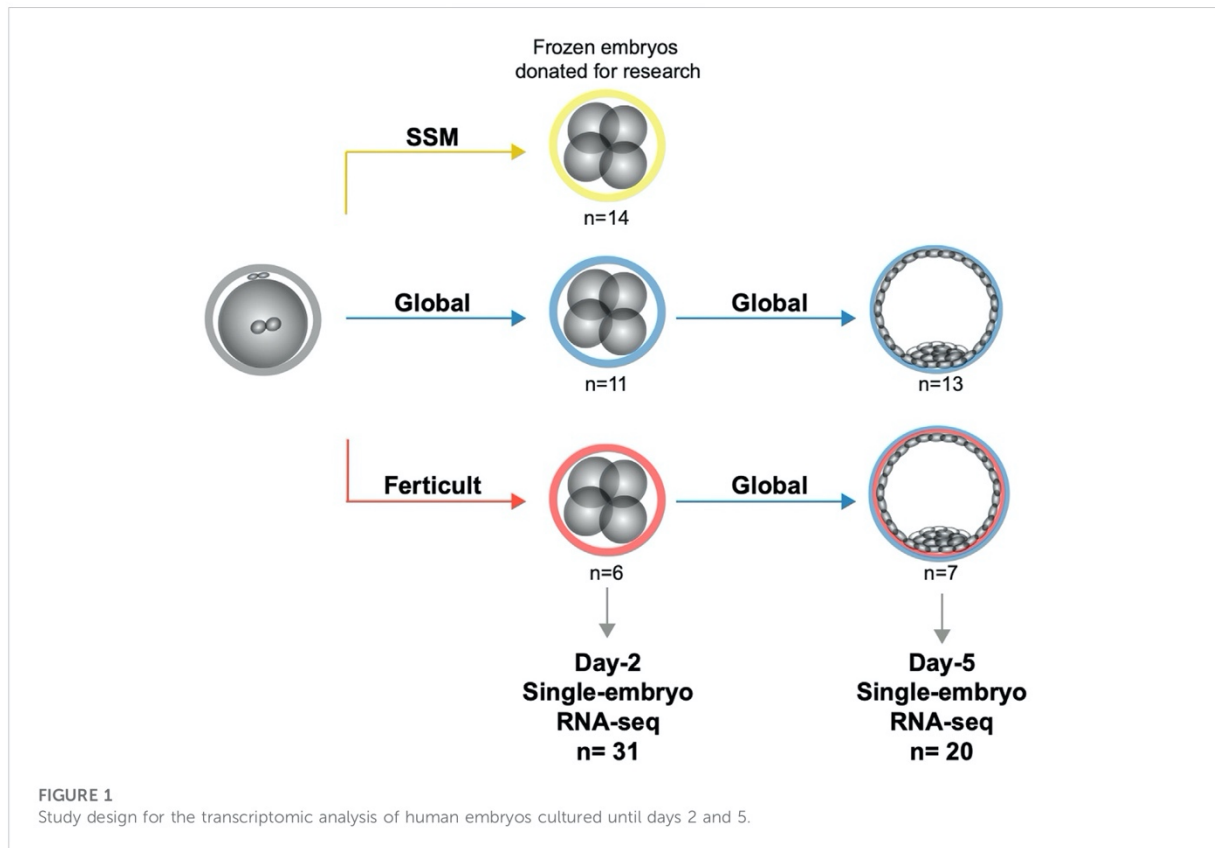 Frozen embryos
donated for research
SSM
n=14
Global
Global
n=11
n=13
Ferticult
Global
n=6
n=7
Day-2
Single-embryo
RNA-seq
n= 31
Day-5
Single-embryo
RNA-seq
n= 20
FIGURE 1
Study design for the transcriptomic analysis of human embryos cultured until days 2 and 5.